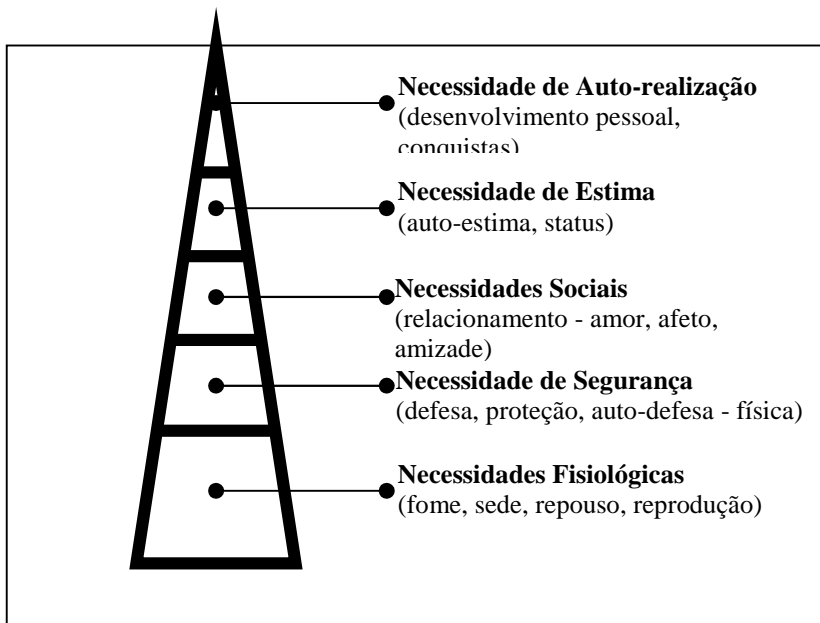 Necessidade de Auto-realização
(desenvolvimento pessoal,
conquistas)
Necessidade de Estima
(auto-estima, status)
Necessidades Sociais
(relacionamento - amor, afeto,
amizade)
Necessidade de Segurança
(defesa, proteção, auto-defesa - física)
Necessidades Fisiológicas
(fome, sede, repouso, reprodução)